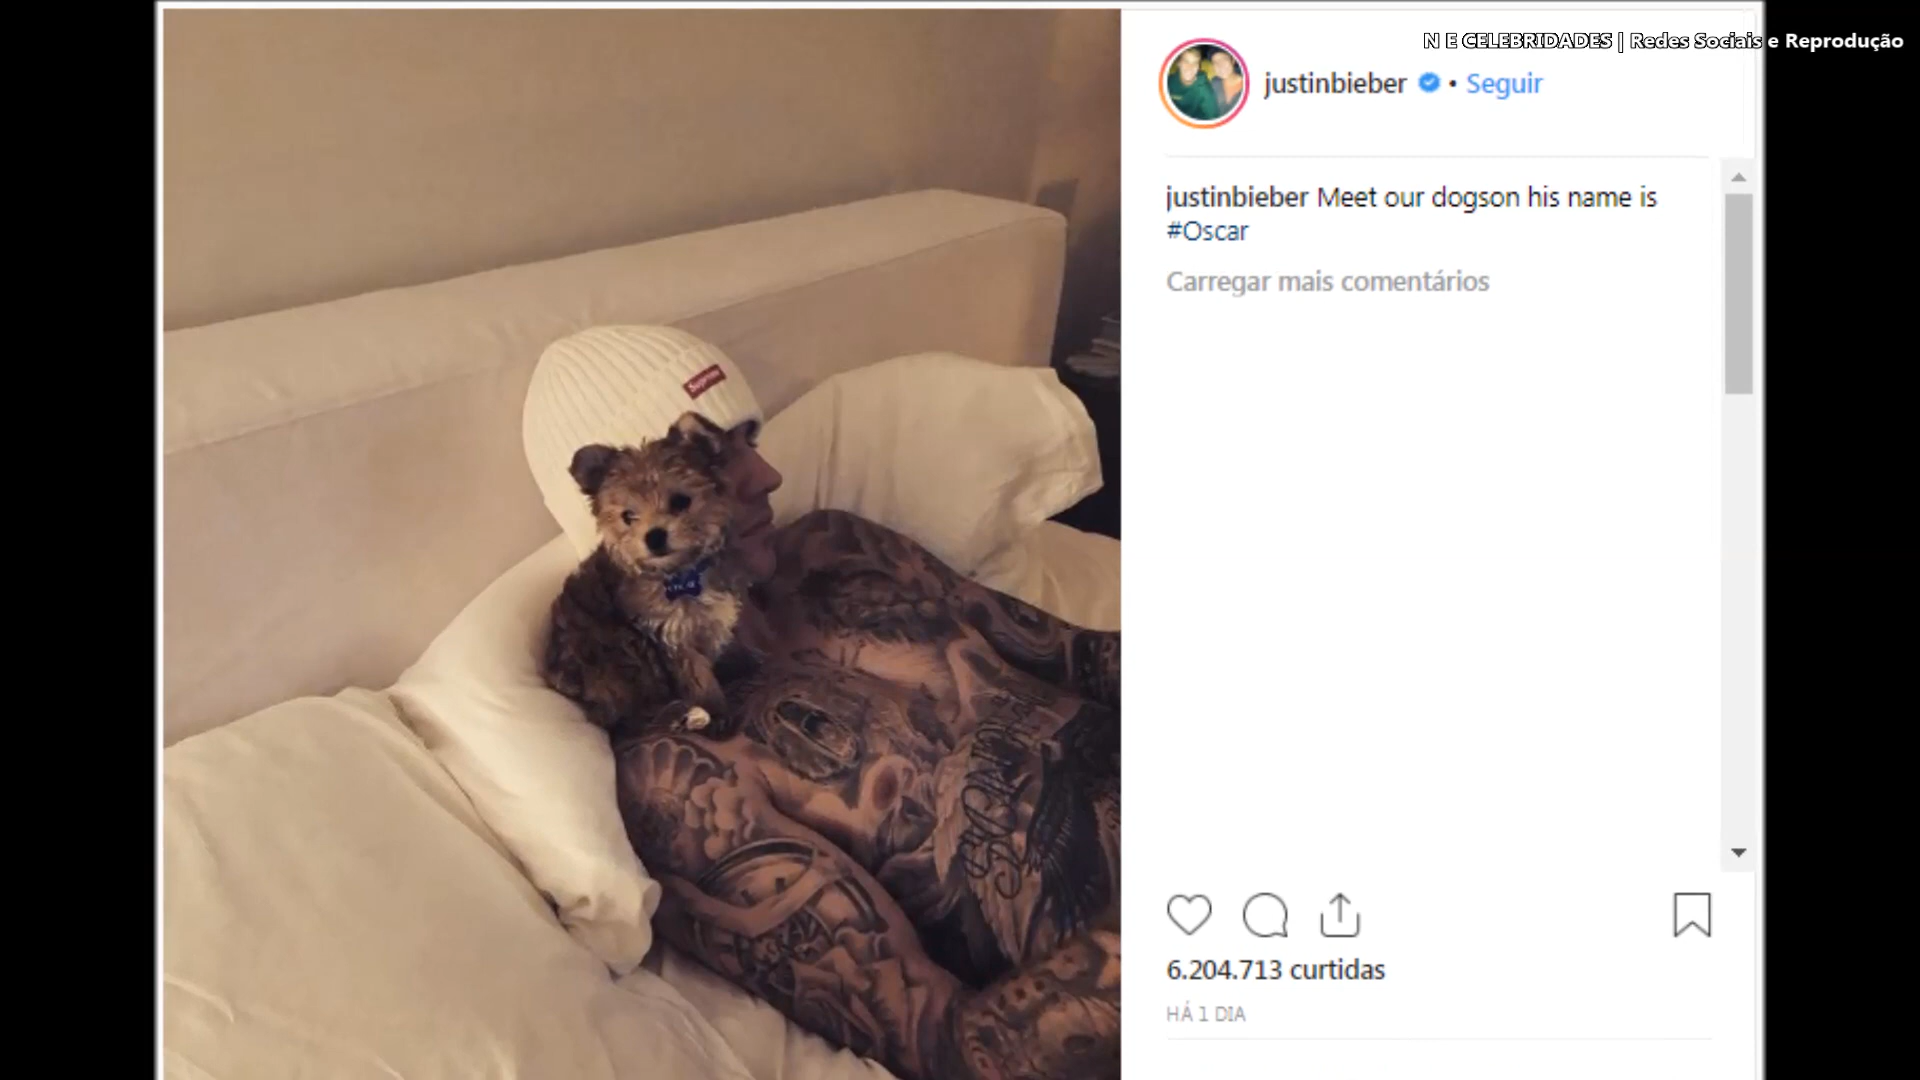 N E CELEBRIDADES | Redes Sociais e Reprodução
justinbieber • Seguir
justinbieber Meet our dogson his name is
#Oscar
Carregar mais comentários
Supreme
6.204.713 curtidas
HÁ 1 DIA